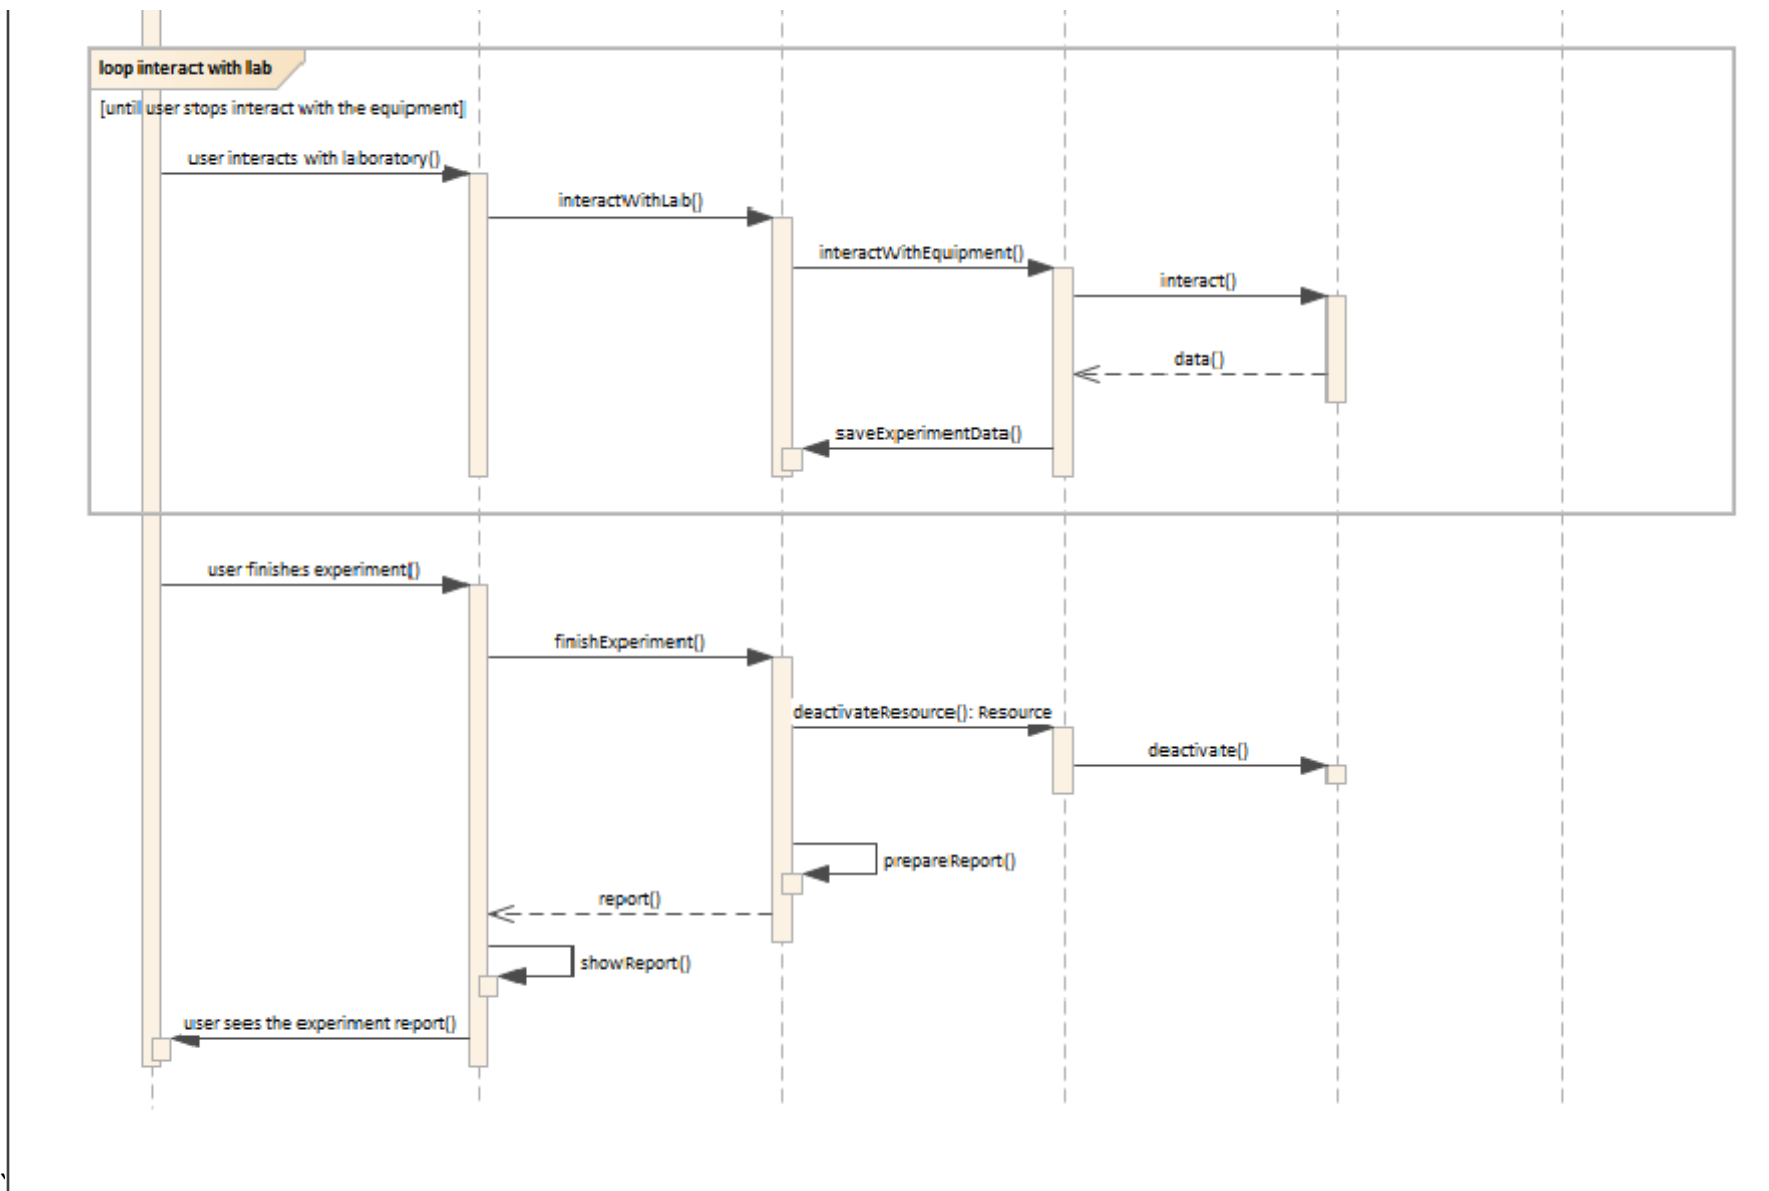 loop interact with lab
[until user stops interact with the equipment]
user interacts with laboratory()
interactWithLab()
interactWithEquipment()
interact()
data()
saveExperimentData()
user finishes experiment()
finishExperiment()
deactivateResource(): Resource
deactivate()
prepareReport()
report()
showReport()
user sees the experiment report()